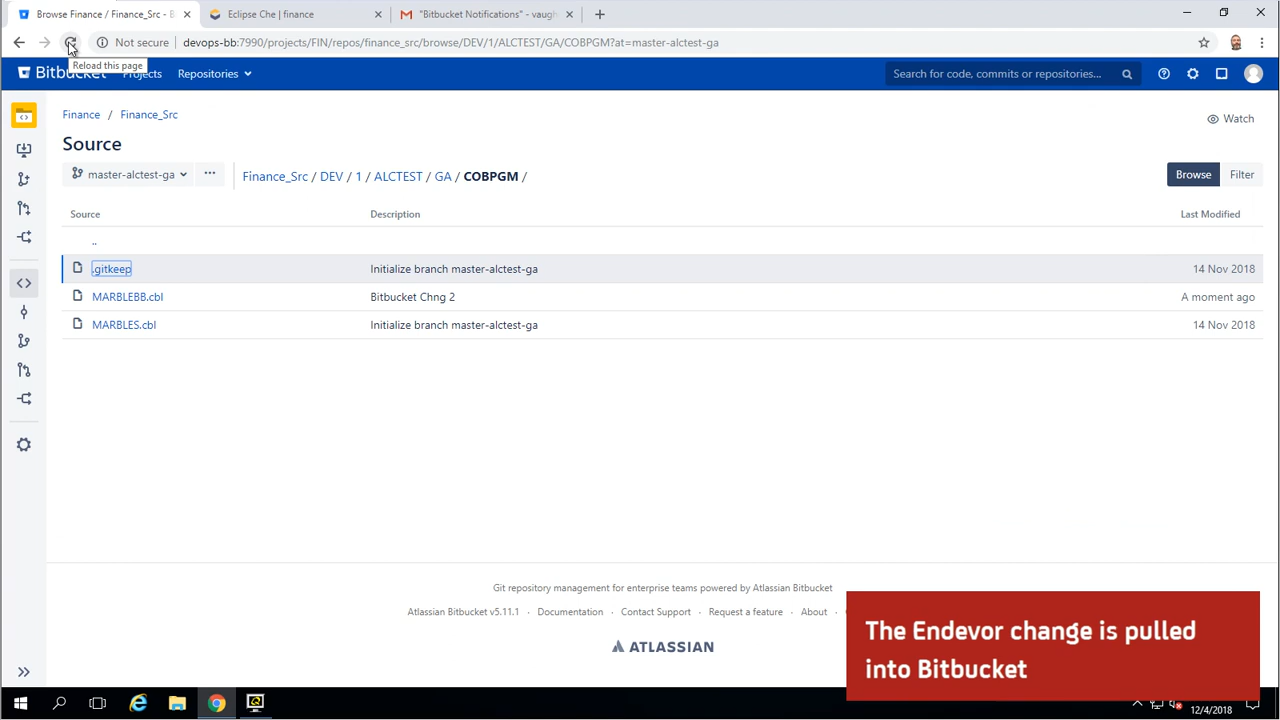 Browse Finance / Finance_Src - B
Eclipse Che | finance
"Bitbucket Notifications" - vaugh
Not secure
devops-bb:7990/projects/FIN/repos/finance_src/browse/DEV/1/ALCTEST/GA/COBPGM?at=master-alctest-ga
Reload this page
Bitbucket
Projects
Repositories
Search for code, commits or repositories...
Finance / Finance_Src
Watch
Source
master-alctest-ga
Finance_Src / DEV / 1 / ALCTEST / GA / COBPGM /
Browse
Filter
Source
Description
Last Modified
..
.gitkeep
Initialize branch master-alctest-ga
14 Nov 2018
MARBLEBB.cbl
Bitbucket Chng 2
A moment ago
MARBLES.cbl
Initialize branch master-alctest-ga
14 Nov 2018
Git repository management for enterprise teams powered by Atlassian Bitbucket
Atlassian Bitbucket v5.11.1 · Documentation · Contact Support · Request a feature · About ·
ATLASSIAN
The Endevor change is pulled
into Bitbucket
12/4/2018